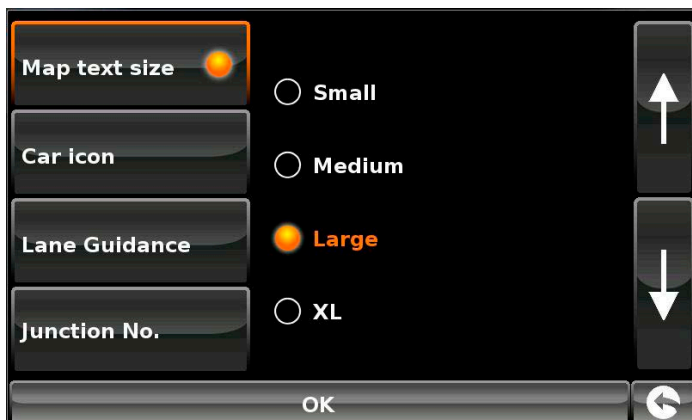 Map text size
Car icon
Lane Guidance
Junction No.
Small
Medium
Large
XL
OK